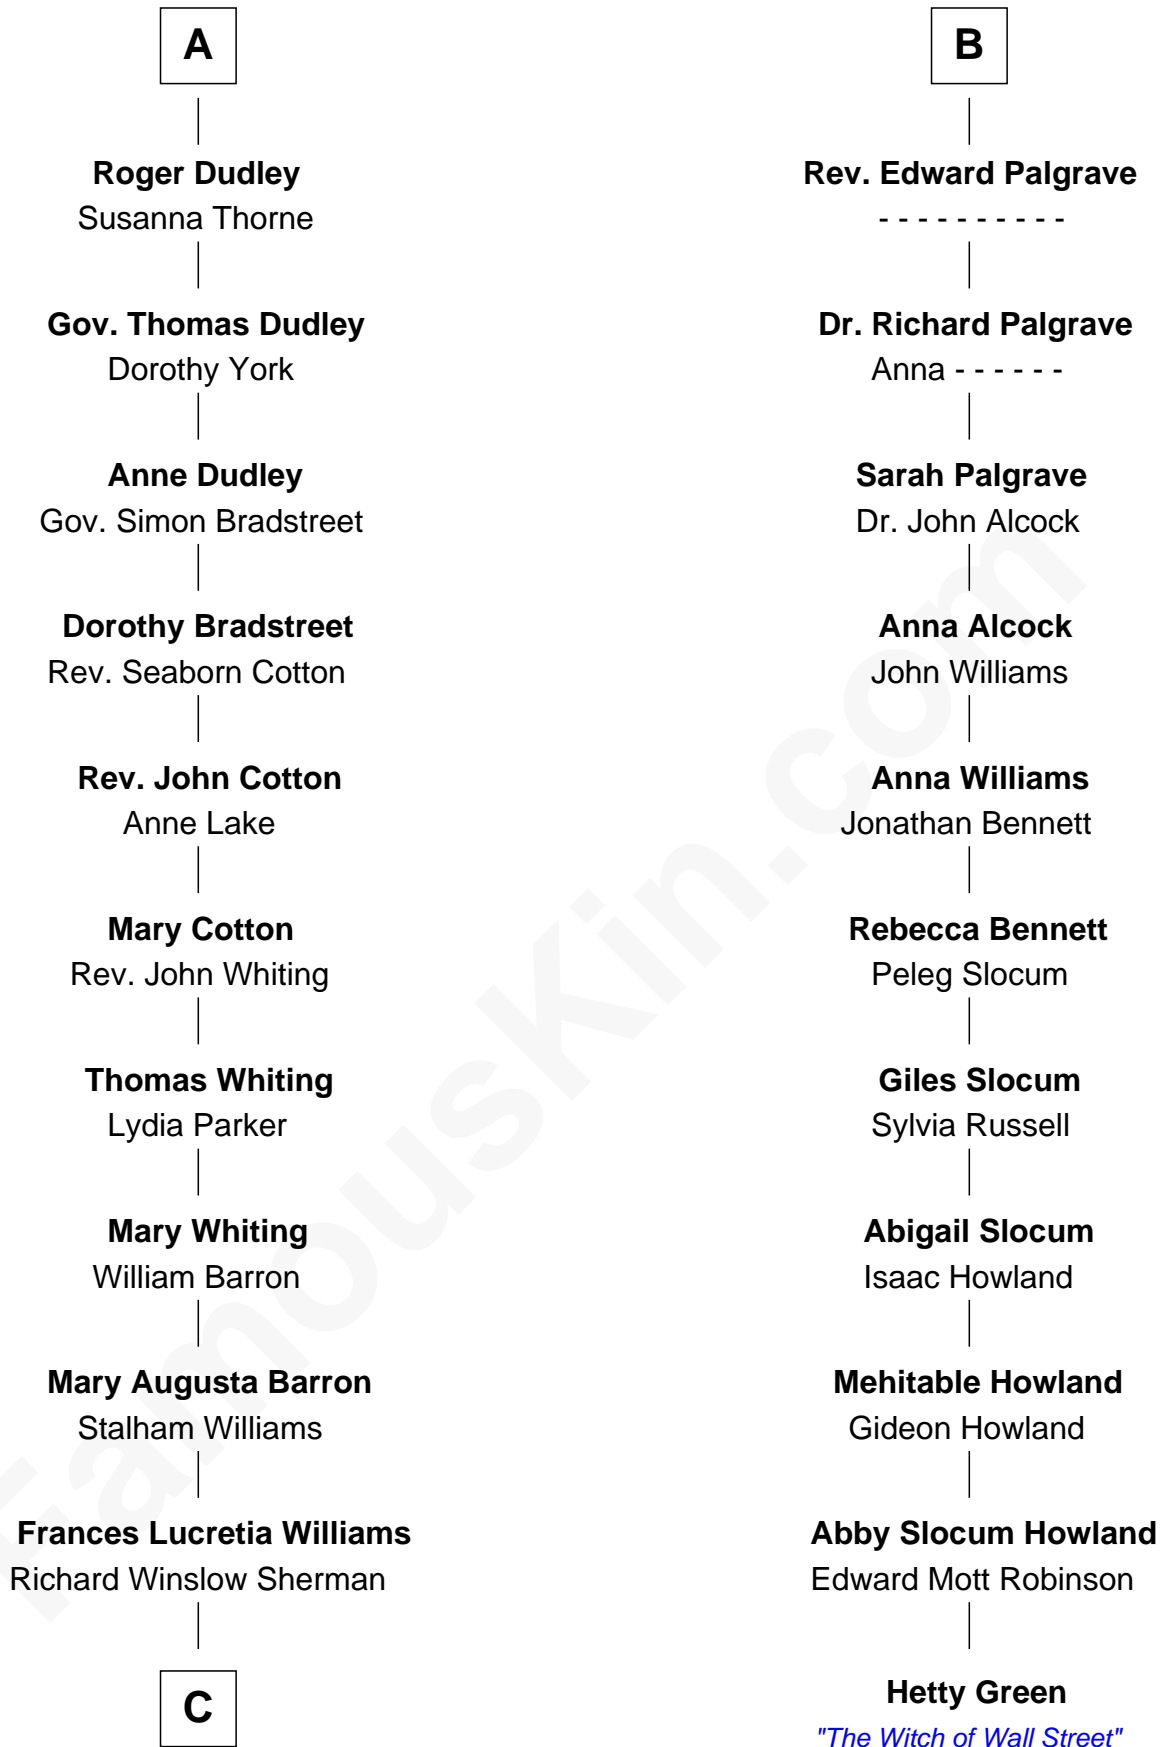 A
Roger Dudley
Susanna Thorne
Gov. Thomas Dudley
Dorothy York
Anne Dudley
Gov. Simon Bradstreet
Dorothy Bradstreet
Rev. Seaborn Cotton
Rev. John Cotton
Anne Lake
Mary Cotton
Rev. John Whiting
Thomas Whiting
Lydia Parker
Mary Whiting
William Barron
Mary Augusta Barron
Stalham Williams
Frances Lucretia Williams
Richard Winslow Sherman
C
B
Rev. Edward Palgrave
- - - - - - - - - -
Dr. Richard Palgrave
Anna - - - - - -
Sarah Palgrave
Dr. John Alcock
Anna Alcock
John Williams
Anna Williams
Jonathan Bennett
Rebecca Bennett
Peleg Slocum
Giles Slocum
Sylvia Russell
Abigail Slocum
Isaac Howland
Mehitable Howland
Gideon Howland
Abby Slocum Howland
Edward Mott Robinson
Hetty Green
"The Witch of Wall Street"
FamousKin.com